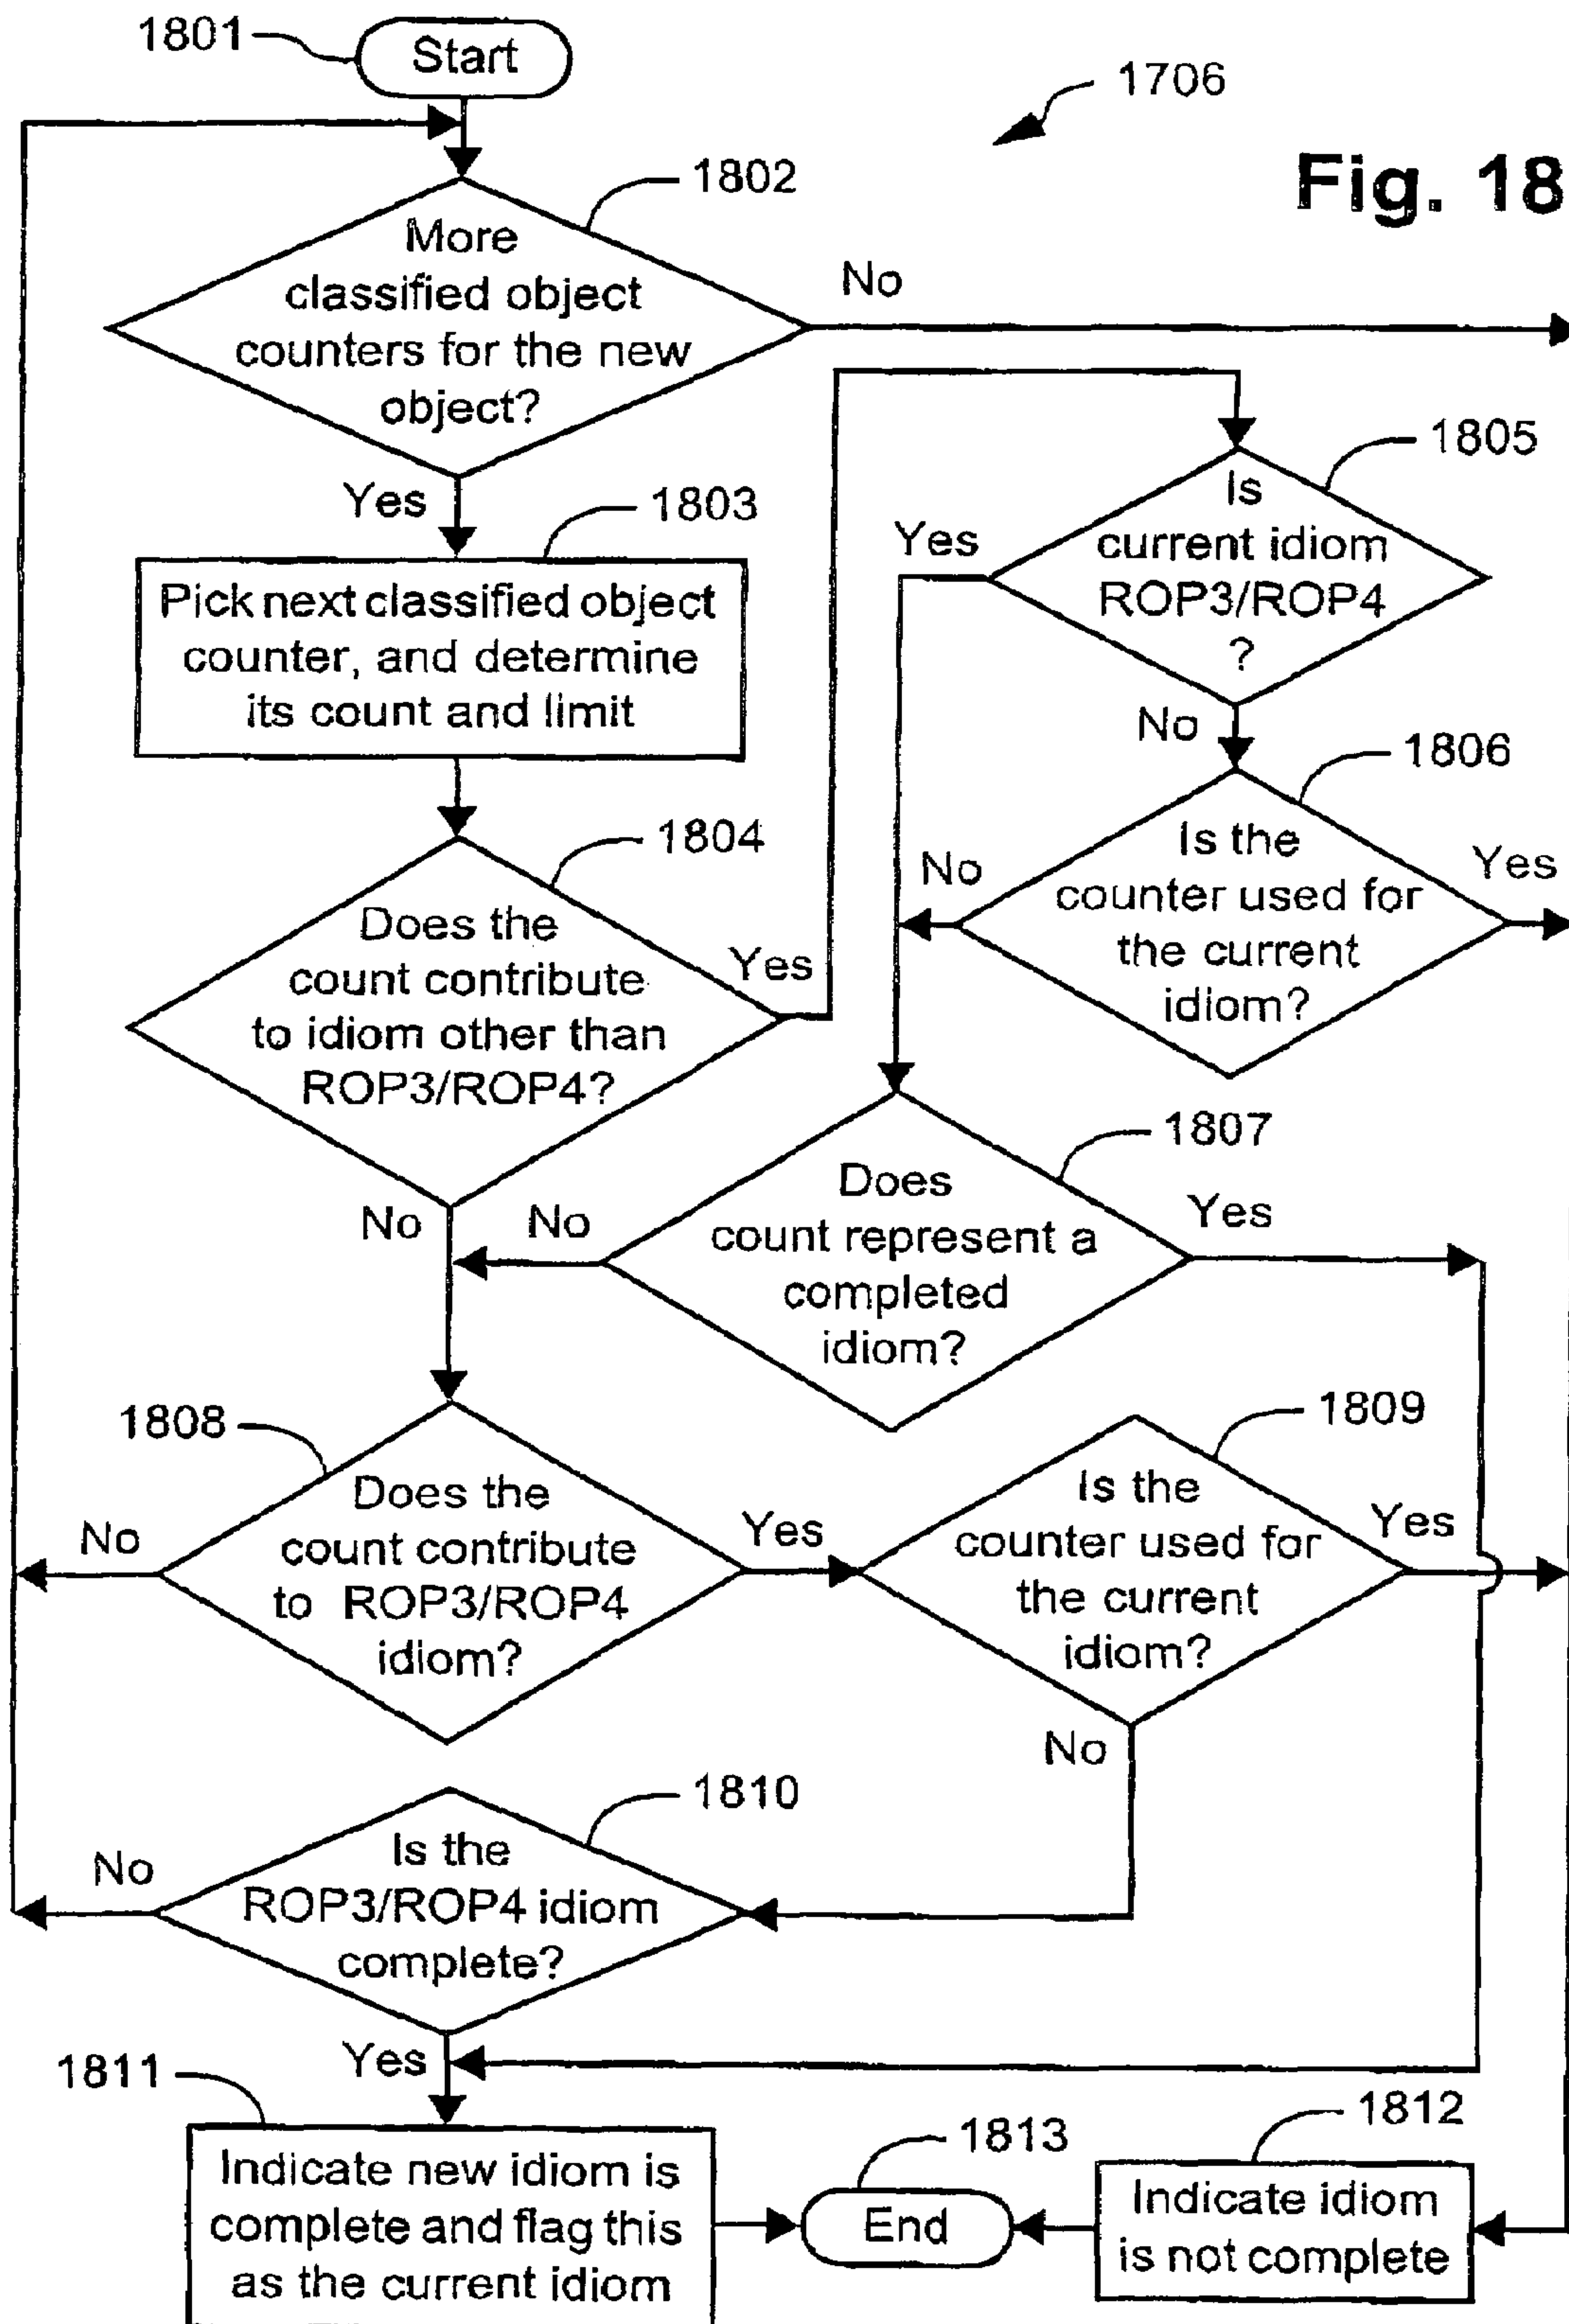 1801
Start
1706
Fig. 18
1802
More
classified object
counters for the new
object?
No
Yes
1803
Pick next classified object
counter, and determine
its count and limit
1805
Is
current idiom
ROP3/ROP4
?
Yes
No
1804
Does the
count contribute
to idiom other than
ROP3/ROP4?
Yes
No
1806
Is the
counter used for
the current
idiom?
No
Yes
1807
Does
count represent a
completed
idiom?
No
Yes
1808
Does the
count contribute
to ROP3/ROP4
idiom?
No
Yes
1809
Is the
counter used for
the current
idiom?
Yes
No
1810
Is the
ROP3/ROP4 idiom
complete?
No
Yes
1811
Indicate new idiom is
complete and flag this
as the current idiom
1813
End
1812
Indicate idiom
is not complete